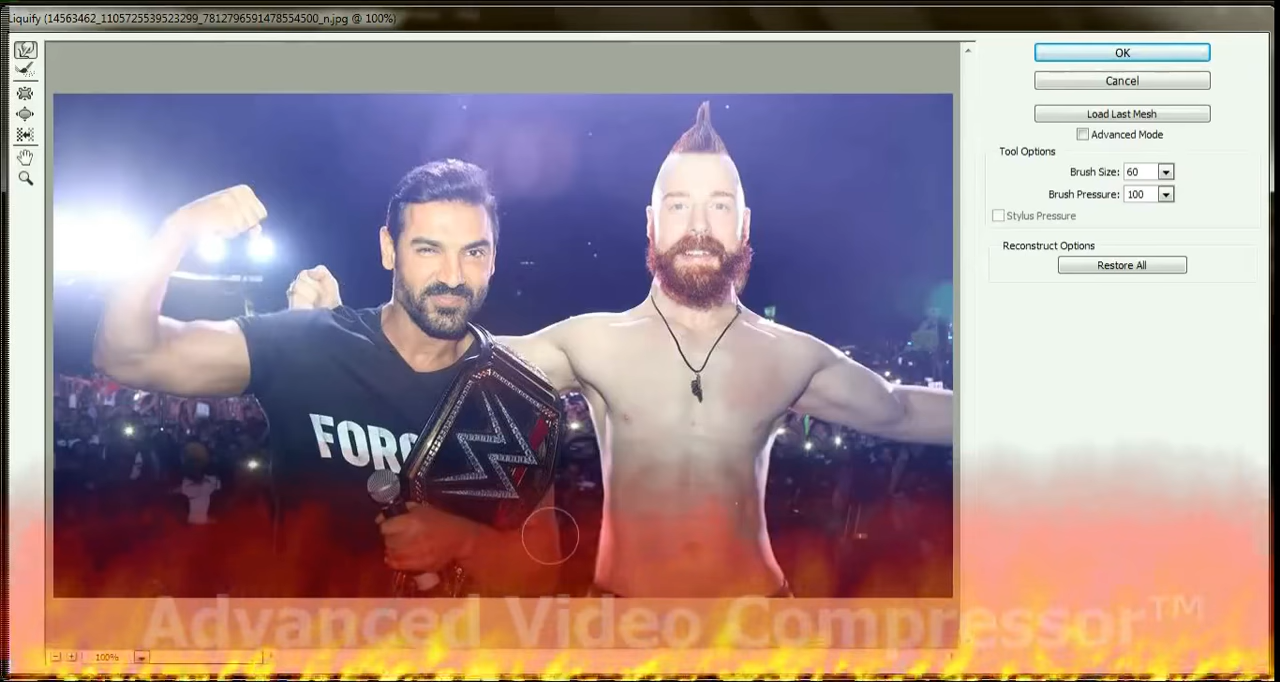 Liquify (14563462_1105725539523299_7812796591478554500_n.jpg @ 100%)
OK
Cancel
Load Last Mesh
Advanced Mode
Tool Options
Brush Size: 60
Brush Pressure: 100
Stylus Pressure
Reconstruct Options
Restore All
FORC
Advanced Video Compressor™
100%